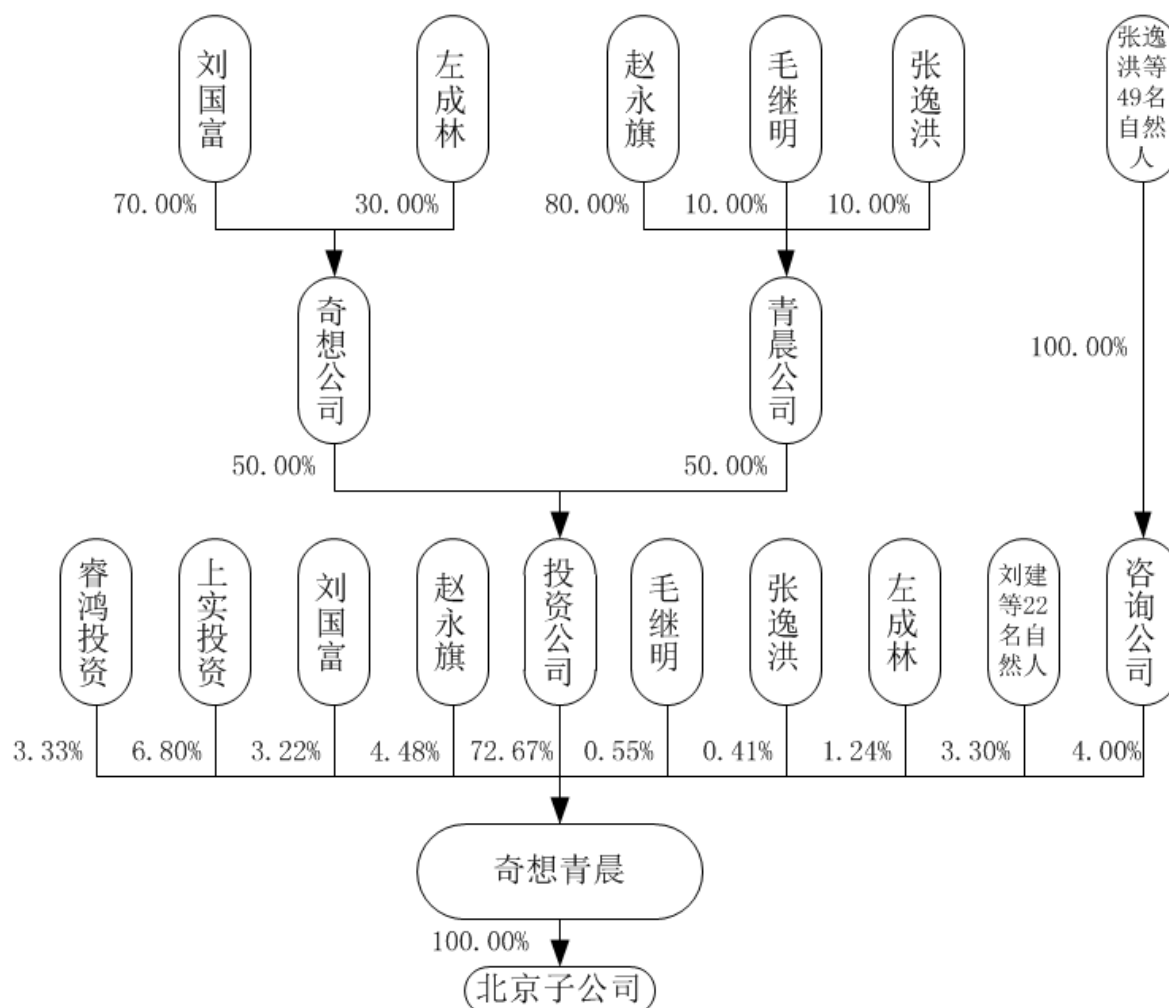 刘国富
左成林
赵永旗
毛继明
张逸洪
张逸
洪等
49名
自然
人
70.00%
30.00%
80.00%
10.00%
10.00%
奇想公司
青晨公司
100.00%
50.00%
50.00%
睿鸿投资
上实投资
刘国富
赵永旗
投资公司
毛继明
张逸洪
左成林
刘建
等22
名自
然人
咨询公司
3.33%
6.80%
3.22%
4.48%
72.67%
0.55%
0.41%
1.24%
3.30%
4.00%
奇想青晨
100.00%
北京子公司